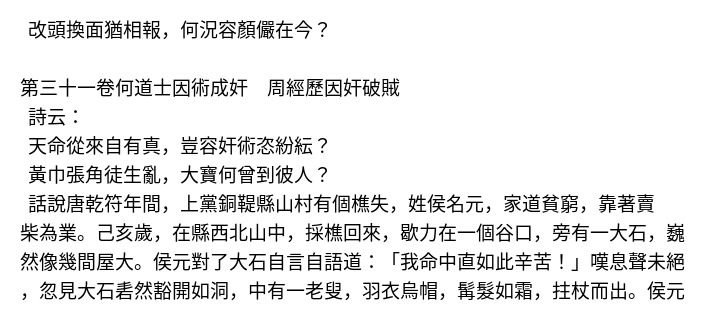 改頭換面猶相報，何況容顏儼在今？
第三十一卷何道士因術成奸　周經歷因奸破賊
詩云：
天命從來自有真，豈容奸術恣紛紜？
黃巾張角徒生亂，大寶何曾到彼人？
話說唐乾符年間，上黨銅鞮縣山村有個樵失，姓侯名元，家道貧窮，靠著賣
柴為業。己亥歲，在縣西北山中，採樵回來，歇力在一個谷口，旁有一大石，巍
然像幾間屋大。侯元對了大石自言自語道：「我命中直如此辛苦！」嘆息聲未絕
，忽見大石砉然豁開如洞，中有一老叟，羽衣烏帽，髯髮如霜，拄杖而出。侯元